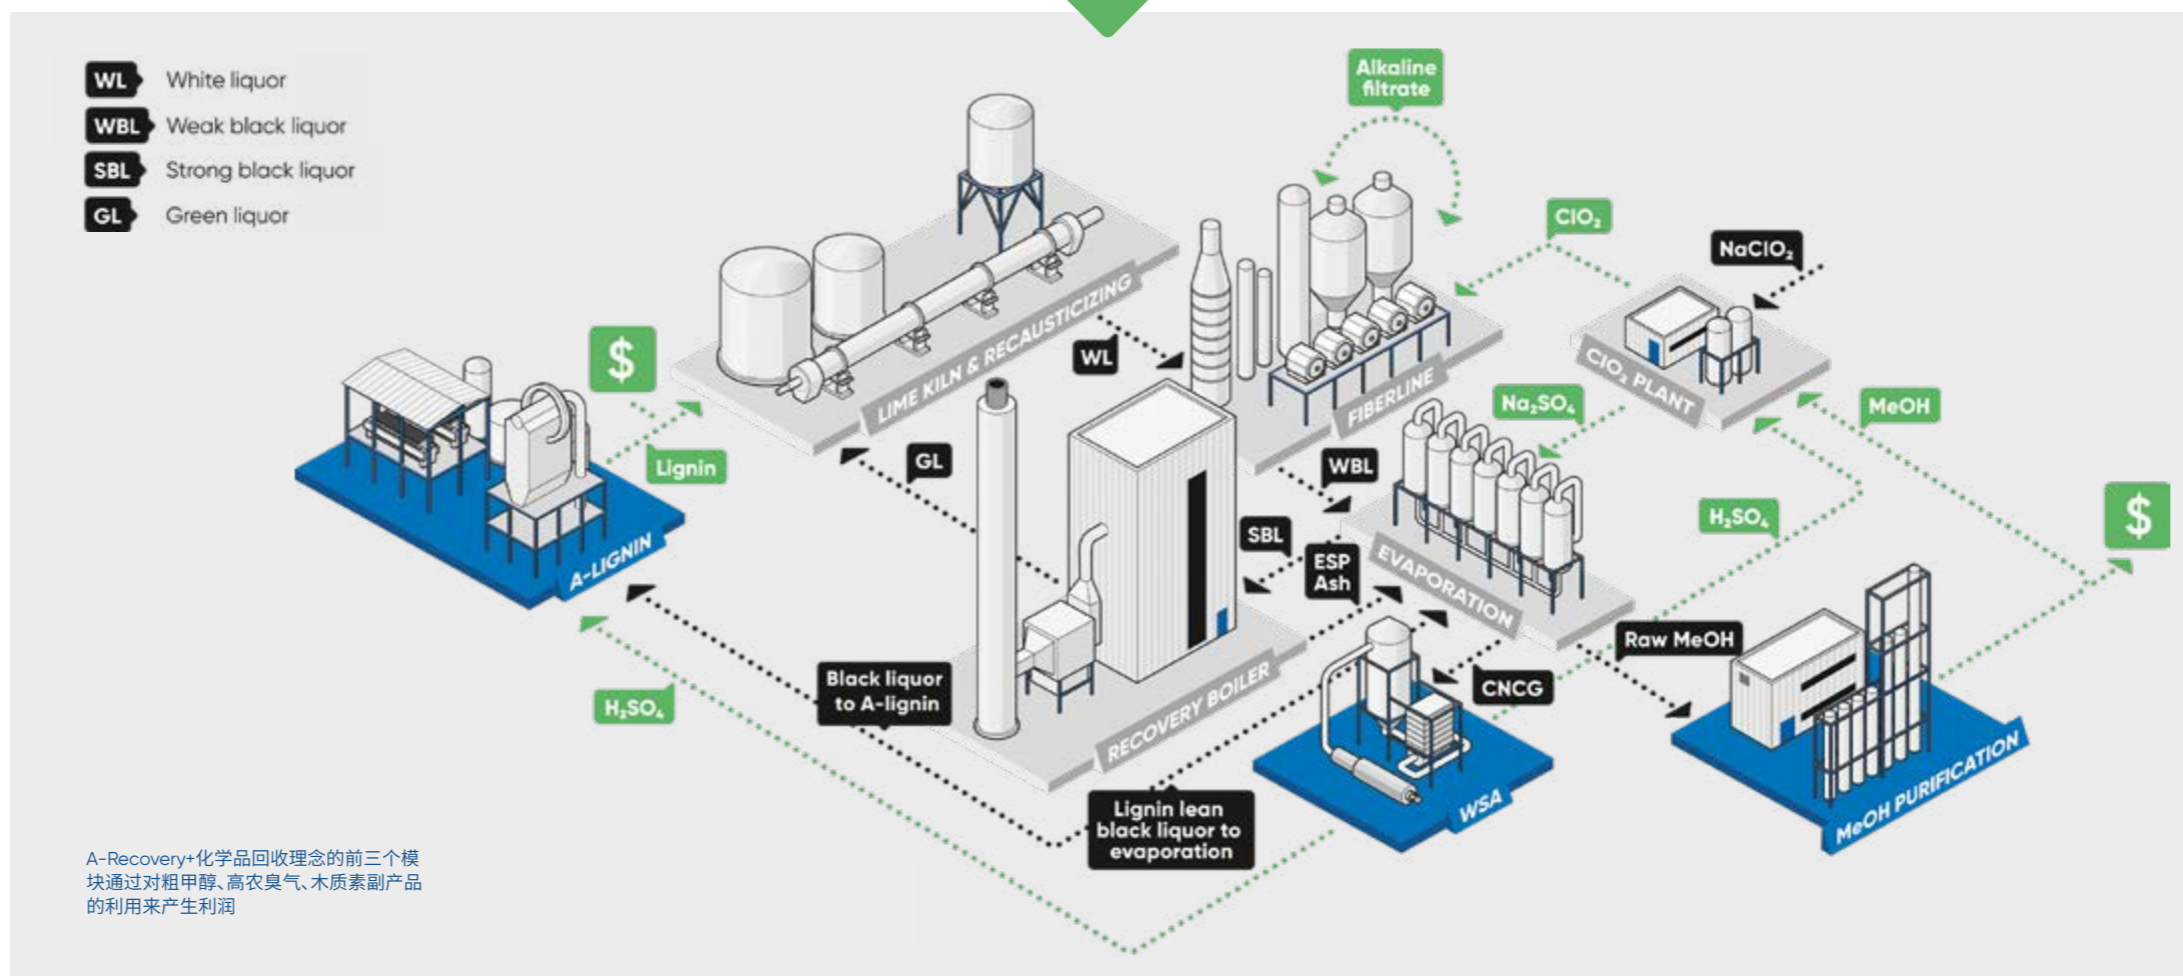 WL White liquor
WBL Weak black liquor
SBL Strong black liquor
GL Green liquor
Alkaline
filtrate
ClO₂
NaClO₂
$
WL
LIME KILN & RECAUSTICIZING
FIBERLINE
ClO₂ PLANT
Na₂SO₄
MeOH
Lignin
GL
WBL
H₂SO₄
$
SBL
ESP
Ash
EVAPORATION
A-LIGNIN
Raw MeOH
CNCG
H₂SO₄
Black liquor
to A-lignin
RECOVERY BOILER
Lignin lean
black liquor to
evaporation
WSA
MeOH PURIFICATION
A-Recovery+化学品回收理念的前三个模
块通过对粗甲醇、高农臭气、木质素副产品
的利用来产生利润